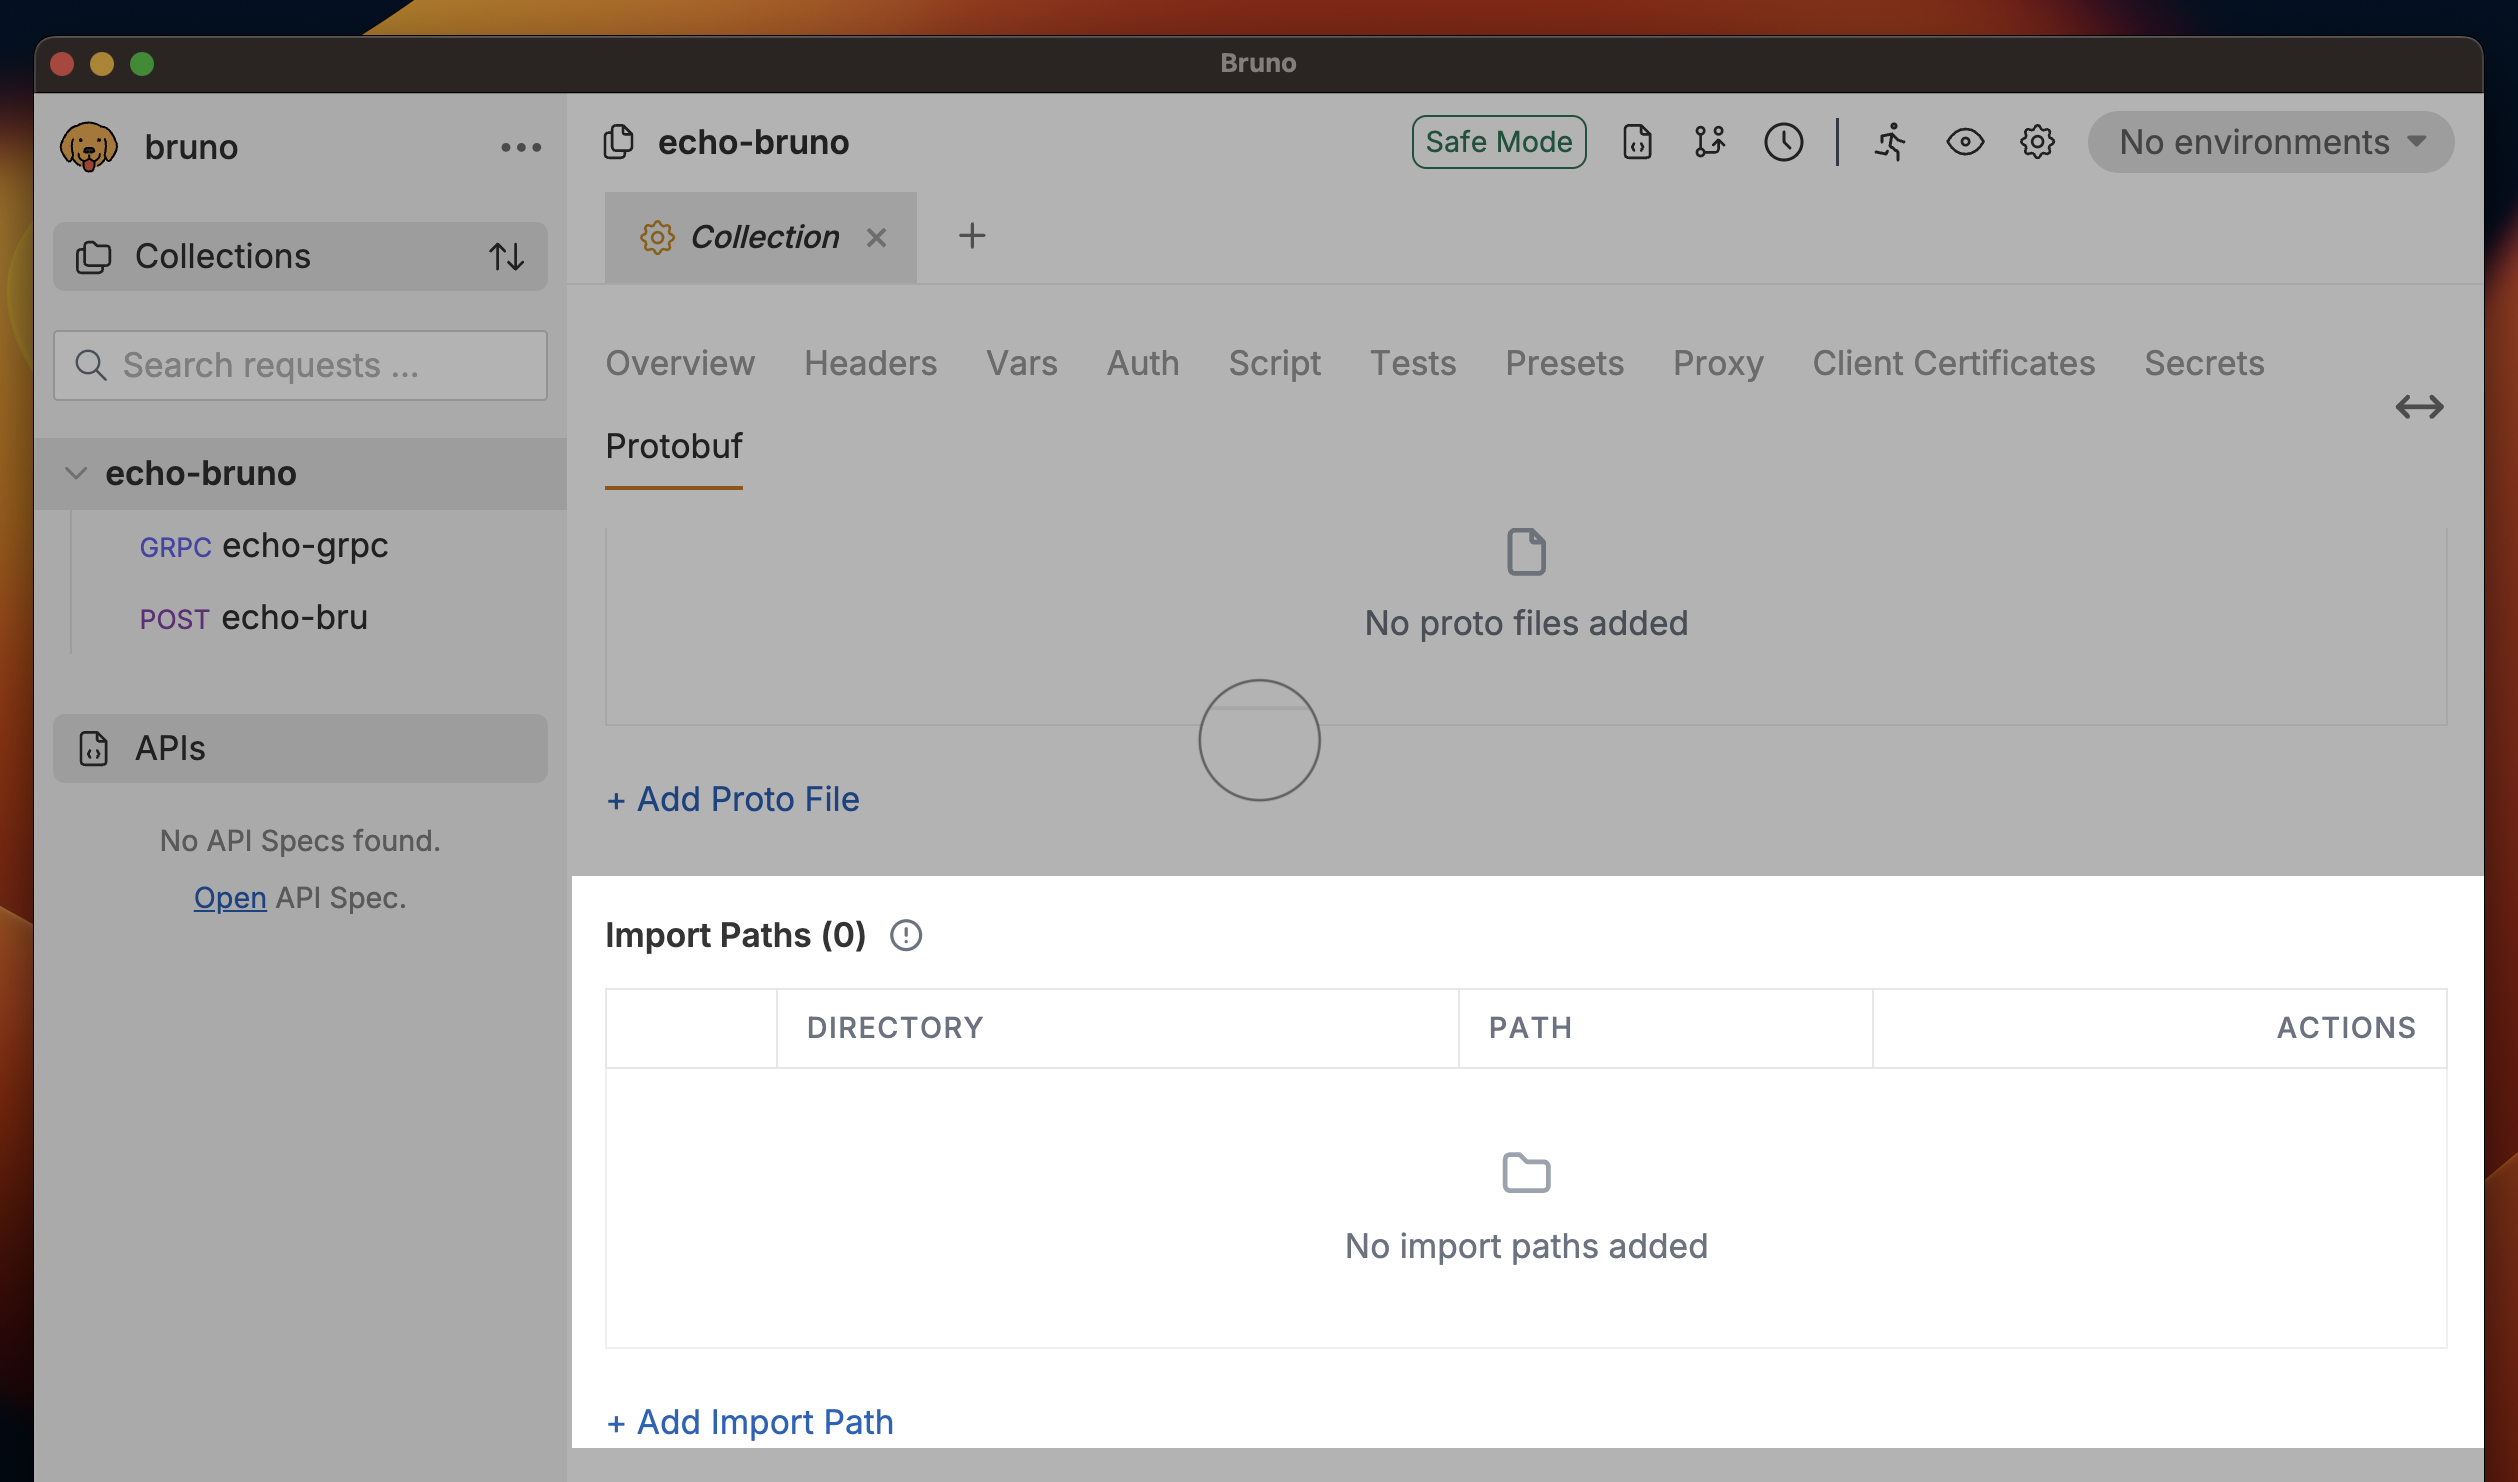 Bruno
bruno
Collections
Search requests ...
echo-bruno
GRPC echo-grpc
POST echo-bru
APIs
No API Specs found.
Open API Spec.
echo-bruno
Safe Mode
No environments
Collection
Overview Headers Vars Auth Script Tests Presets Proxy Client Certificates Secrets
Protobuf
No proto files added
+ Add Proto File
Import Paths (0)
DIRECTORY PATH ACTIONS
No import paths added
+ Add Import Path